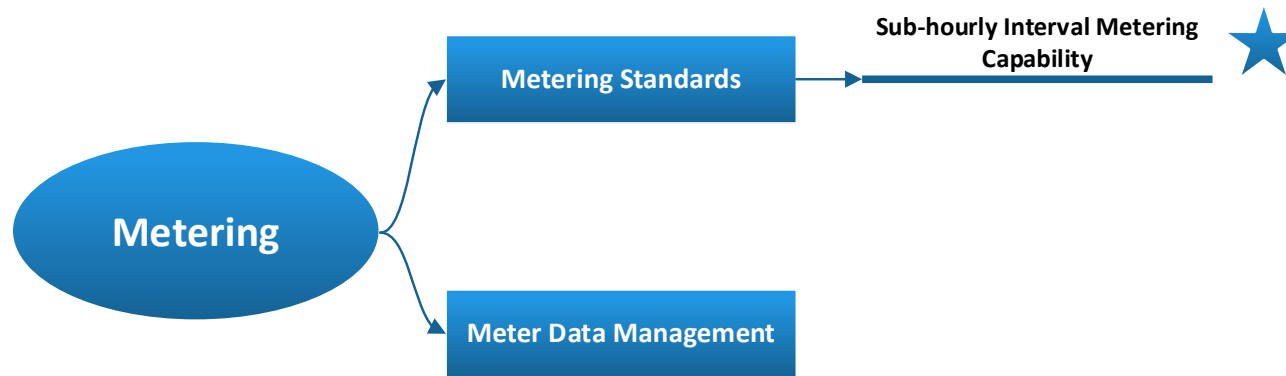 Sub-hourly Interval Metering
Capability
Metering Standards
Metering
Meter Data Management